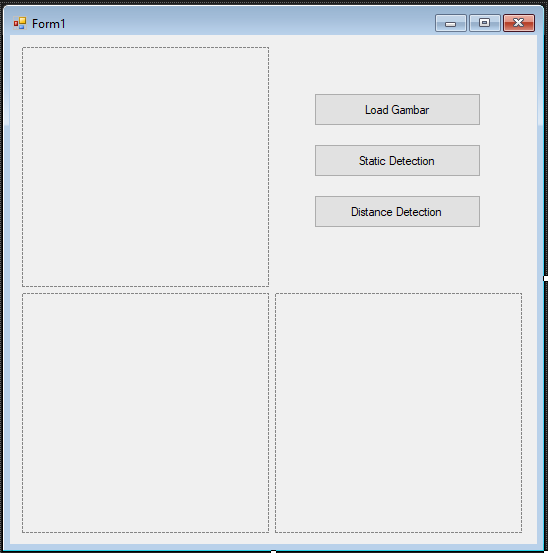 Form1
Load Gambar
Static Detection
Distance Detection